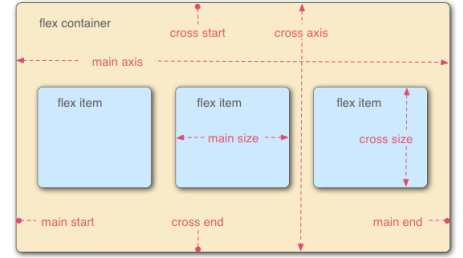 flex container
cross start
cross axis
main axis
flex item
flex item
flex item
main size
cross size
main start
cross end
main end